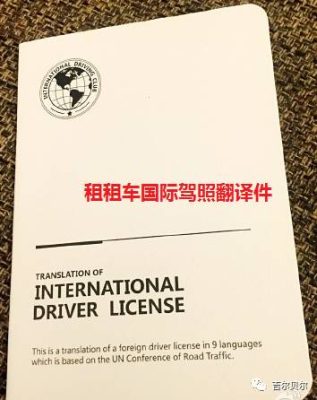 INTERNATIONAL DRIVING CLUB
租租车国际驾照翻译件
TRANSLATION OF
INTERNATIONAL
DRIVER LICENSE
This is a translation of a foreign driver license in 9 languages
which is based on the UN Conference of Road Traffic.
吉尔贝尔